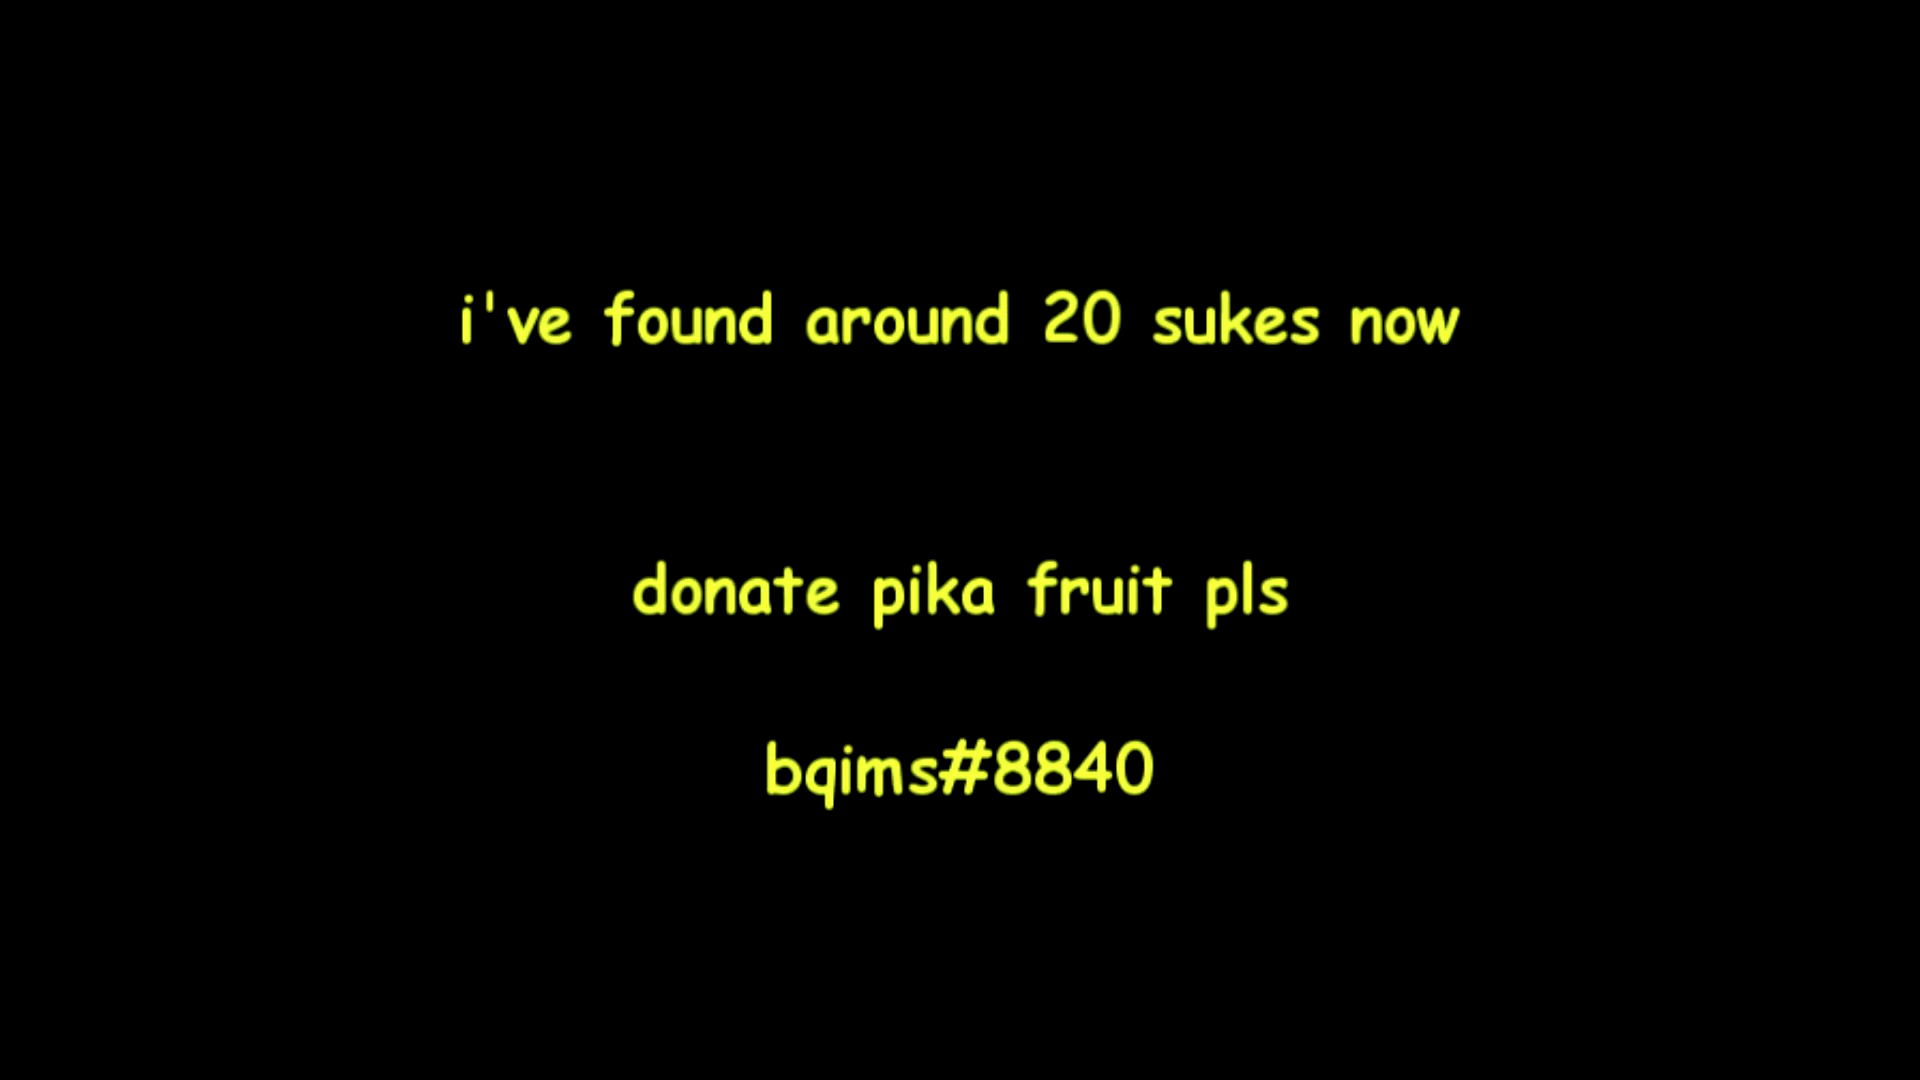 i've found around 20 sukes now
donate pika fruit pls
bqims#8840